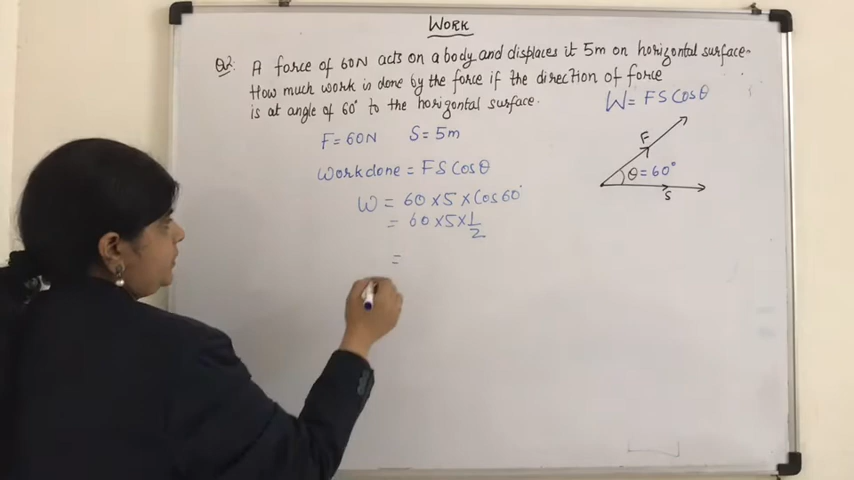 WORK
Q2. A force of 60N acts on a body and displaces it 5m on horizontal surface.
How much work is done by the force if the direction of force
is at angle of 60° to the horizontal surface.
W = FS Cosθ
F = 60N S = 5m
F
Workdone = FS Cosθ
θ = 60°
S
W = 60 × 5 × Cos 60°
= 60 × 5 × 1/2
=